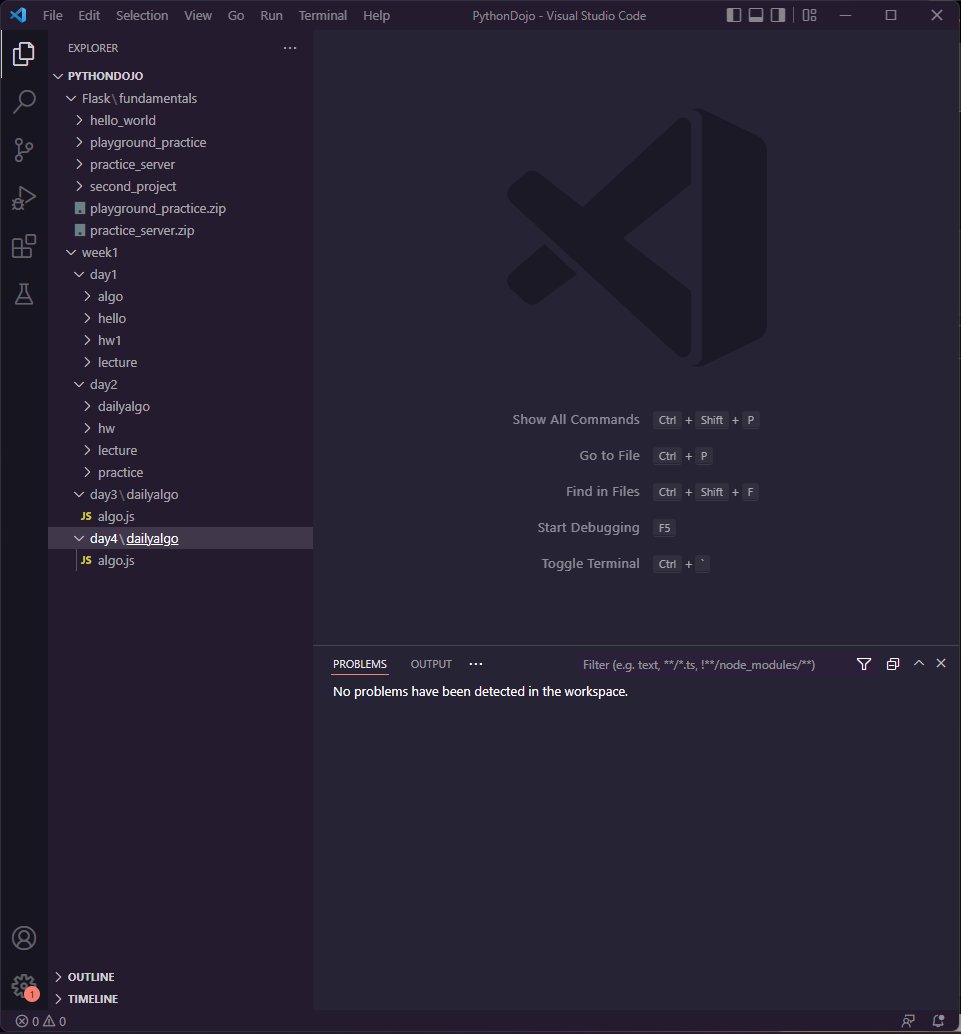 File Edit Selection View Go Run Terminal Help PythonDojo - Visual Studio Code
EXPLORER
PYTHONDOJO
Flask\fundamentals
hello_world
playground_practice
practice_server
second_project
playground_practice.zip
practice_server.zip
week1
day1
algo
hello
hw1
lecture
day2
dailyalgo
hw
lecture
practice
day3\dailyalgo
JS algo.js
day4\dailyalgo
JS algo.js
OUTLINE
TIMELINE
Show All Commands Ctrl + Shift + P
Go to File Ctrl + P
Find in Files Ctrl + Shift + F
Start Debugging F5
Toggle Terminal Ctrl + `
PROBLEMS OUTPUT ··· Filter (e.g. text, **/*.ts, !**/node_modules/**)
No problems have been detected in the workspace.
1
0 0